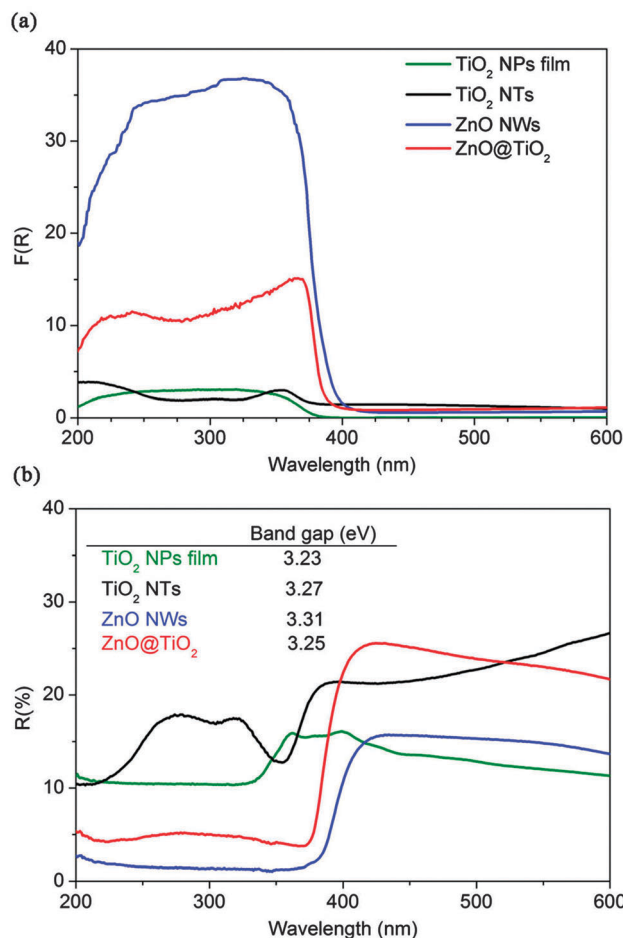 (a)
40
30
20
10
0
F(R)
TiO₂ NPs film
TiO₂ NTs
ZnO NWs
ZnO@TiO₂
200 300 400 500 600
Wavelength (nm)
(b)
40
30
20
10
0
R(%)
Band gap (eV)
TiO₂ NPs film 3.23
TiO₂ NTs 3.27
ZnO NWs 3.31
ZnO@TiO₂ 3.25
200 300 400 500 600
Wavelength (nm)